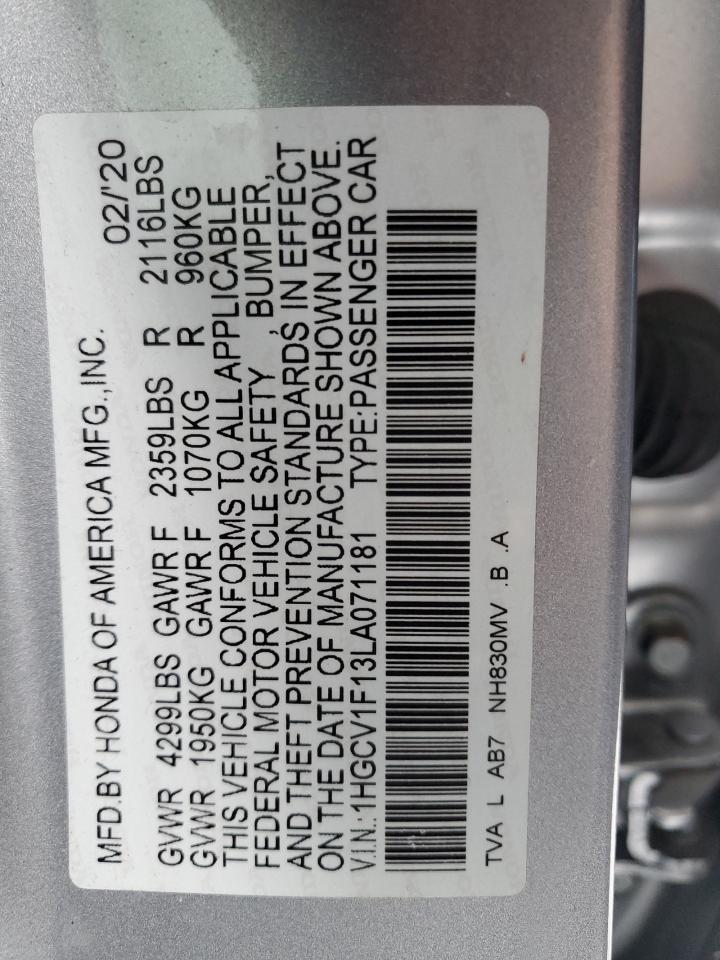 MFD.BY HONDA OF AMERICA MFG.,INC. 02/'20
GVWR 4299LBS GAWR F 2359LBS R 2116LBS
GVWR 1950KG GAWR F 1070KG R 960KG
THIS VEHICLE CONFORMS TO ALL APPLICABLE
FEDERAL MOTOR VEHICLE SAFETY , BUMPER,
AND THEFT PREVENTION STANDARDS IN EFFECT
ON THE DATE OF MANUFACTURE SHOWN ABOVE.
V.I.N.:1HGCV1F13LA071181 TYPE:PASSENGER CAR
TVA L AB7 NH830MV .B .A